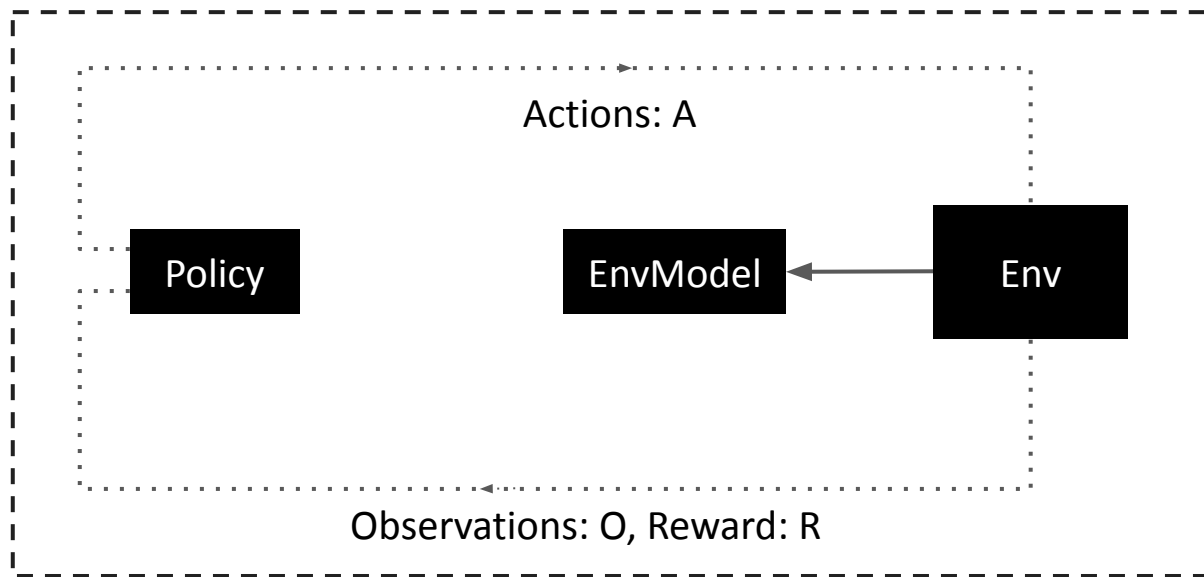 Actions: A
Policy
EnvModel
Env
Observations: O, Reward: R